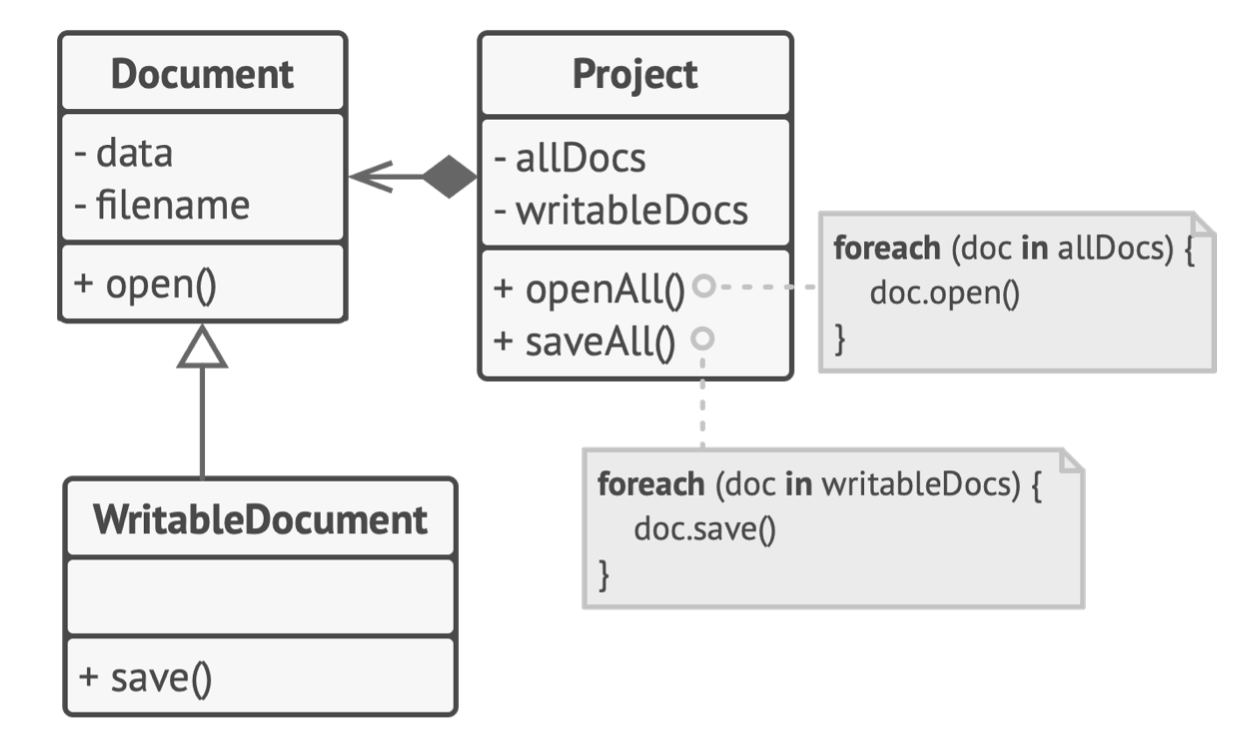 Document
- data
- filename
+ open()
Project
- allDocs
- writableDocs
+ openAll()
+ saveAll()
foreach (doc in allDocs) {
doc.open()
}
foreach (doc in writableDocs) {
doc.save()
}
WritableDocument
+ save()